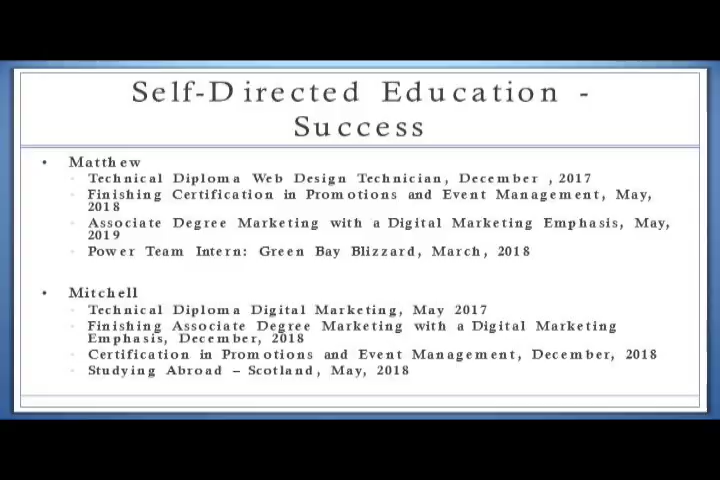 Self-Directed Education -
Success
• Matthew
Technical Diploma Web Design Technician, December , 2017
Finishing Certification in Promotions and Event Management, May,
2018
Associate Degree Marketing with a Digital Marketing Emphasis, May,
2019
Power Team Intern: Green Bay Blizzard, March, 2018
• Mitchell
Technical Diploma Digital Marketing, May 2017
Finishing Associate Degree Marketing with a Digital Marketing
Emphasis, December, 2018
Certification in Promotions and Event Management, December, 2018
Studying Abroad – Scotland, May, 2018